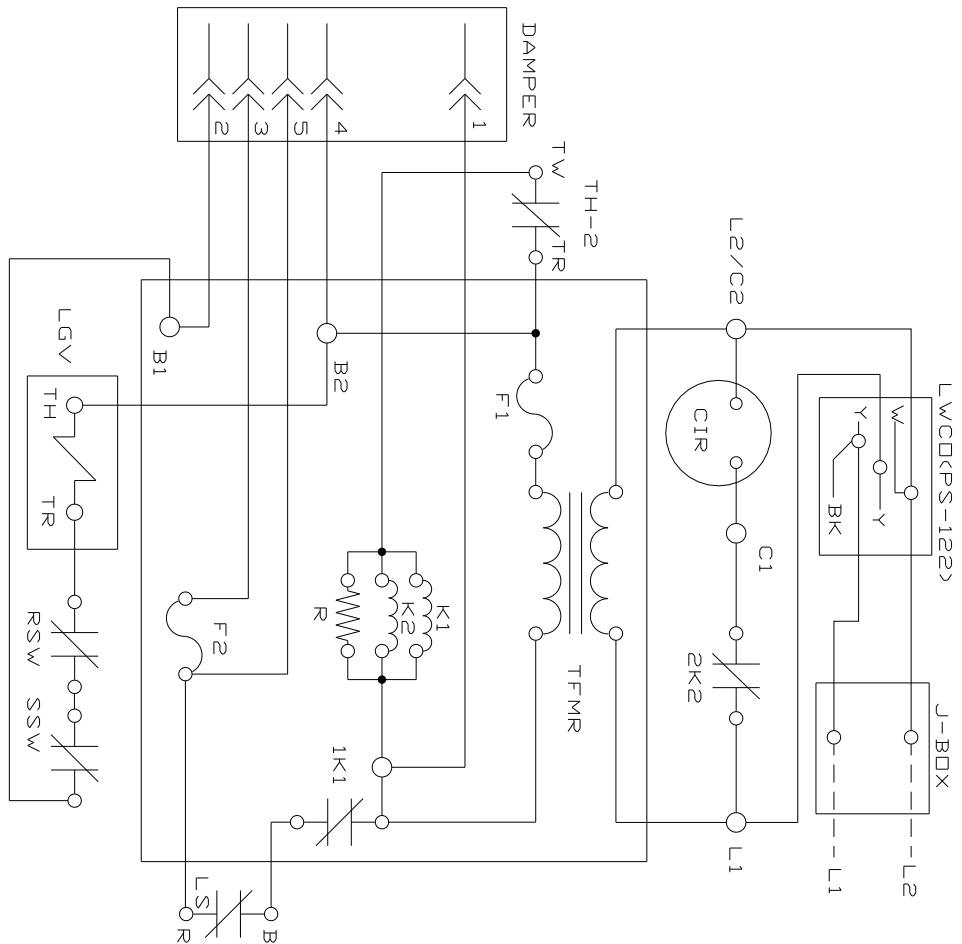 J-BOX
L1
L2
LWCO(PS-122)
W
Y
Y
BK
L2/C2
CIR
C1
2K2
L1
TH-2
TW
TR
F1
TFMR
DAMPER
1
4
5
3
2
B2
B1
K1
K2
R
1K1
F2
LS
B
R
LGV
TH
TR
RSW
SSW